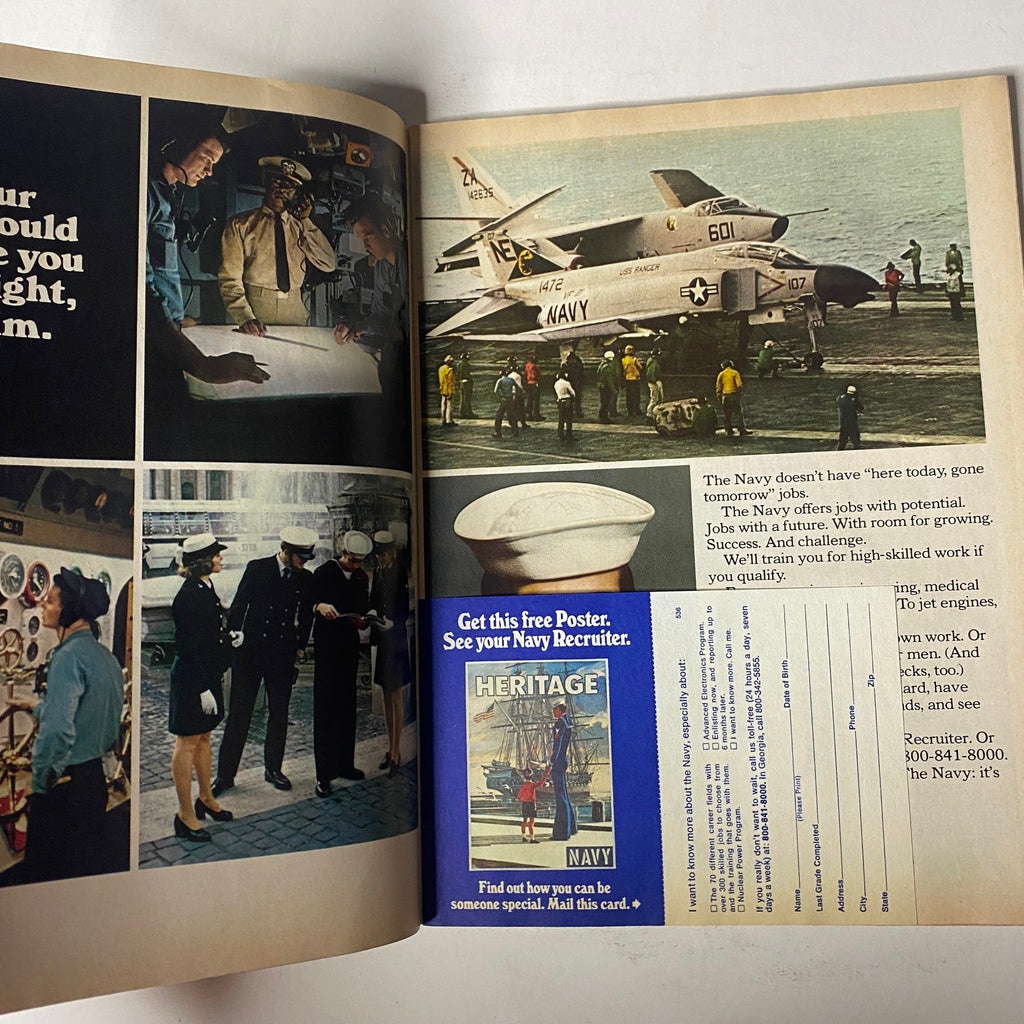 ur
ould
e you
ight,
m.
ZA
142635
601
NE
USS RANGER
1472
NAVY
107
The Navy doesn't have "here today, gone
tomorrow" jobs.
The Navy offers jobs with potential.
Jobs with a future. With room for growing.
Success. And challenge.
We'll train you for high-skilled work if
you qualify.
ing, medical
To jet engines,
own work. Or
r men. (And
ecks, too.)
ard, have
ds, and see
Recruiter. Or
800-841-8000.
The Navy: it's
Get this free Poster.
See your Navy Recruiter.
HERITAGE
NAVY
Find out how you can be
someone special. Mail this card.
536
I want to know more about the Navy, especially about:
☐ The 70 different career fields with
over 300 skilled jobs to choose from
and the training that goes with them.
☐ Nuclear Power Program.
☐ Advanced Electronics Program.
☐ Enlisting now, and reporting up to
6 months later.
☐ I want to know more. Call me.
If you really don't want to wait, call us toll-free (24 hours a day, seven
days a week) at: 800-841-8000. In Georgia, call 800-342-5855.
Name Date of Birth
(Please Print)
Last Grade Completed
Address Phone
City
State Zip